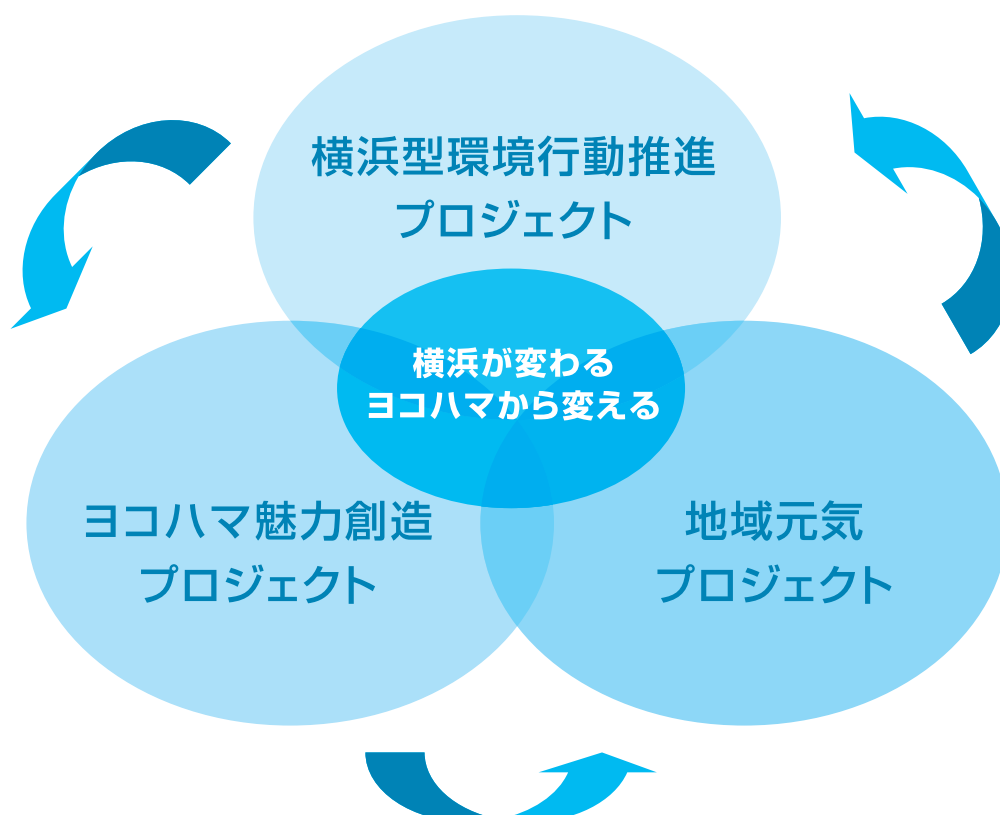 横浜型環境行動推進
プロジェクト
横浜が変わる
ヨコハマから変える
ヨコハマ魅力創造
プロジェクト
地域元気
プロジェクト